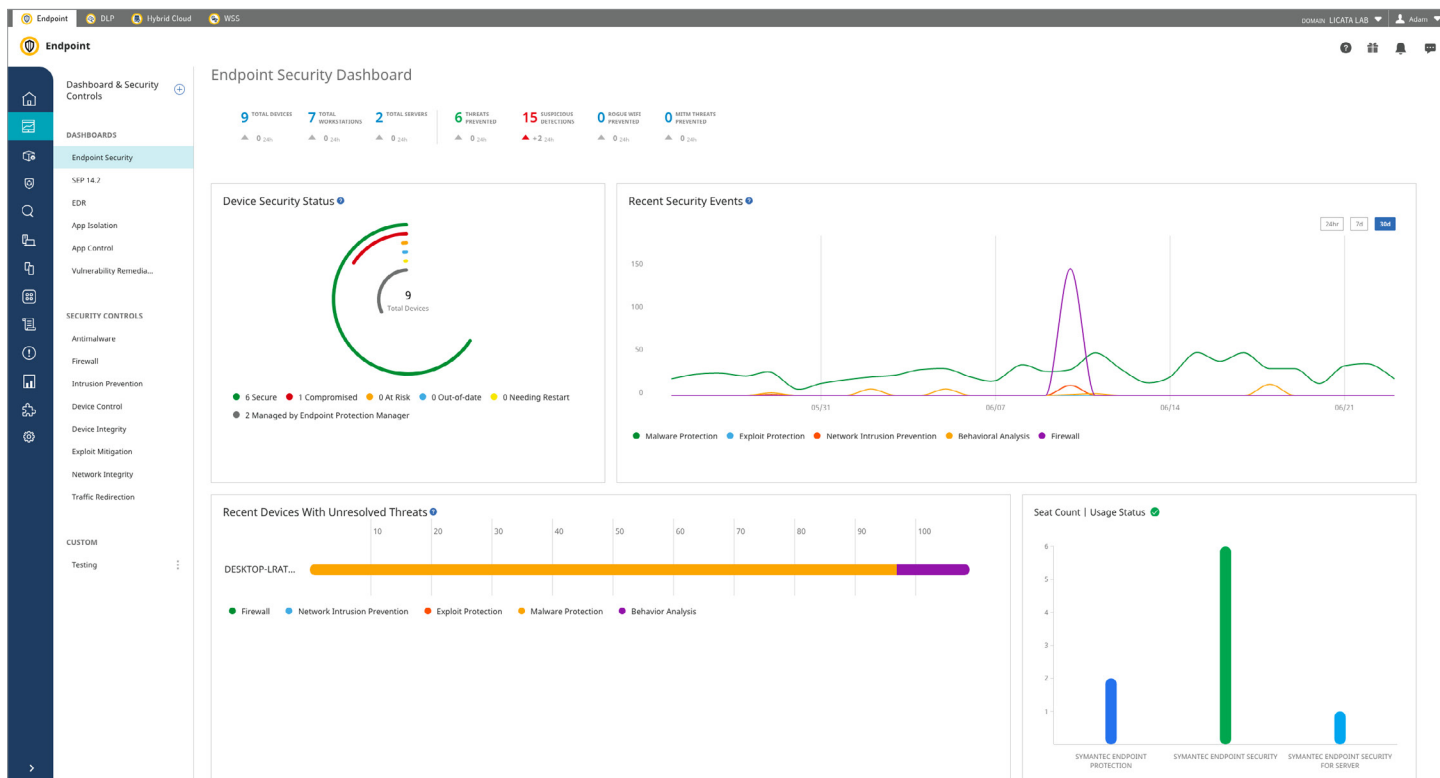 Endpoint DLP Hybrid Cloud WSS DOMAIN LICATA LAB Adam
Endpoint
Dashboard & Security
Controls
DASHBOARDS
Endpoint Security
SEP 14.2
EDR
App Isolation
App Control
Vulnerability Remedia...
SECURITY CONTROLS
Antimalware
Firewall
Intrusion Prevention
Device Control
Device Integrity
Exploit Mitigation
Network Integrity
Traffic Redirection
CUSTOM
Testing
Endpoint Security Dashboard
9 TOTAL DEVICES
0 24h
7 TOTAL
WORKSTATIONS
0 24h
2 TOTAL SERVERS
0 24h
6 THREATS
PREVENTED
0 24h
15 SUSPICIOUS
DETECTIONS
+2 24h
0 ROGUE WIFI
PREVENTED
0 24h
0 MITM THREATS
PREVENTED
0 24h
Device Security Status
9
Total Devices
6 Secure 1 Compromised 0 At Risk 0 Out-of-date 0 Needing Restart
2 Managed by Endpoint Protection Manager
Recent Security Events
24hr 7d 30d
150
100
50
0
05/31 06/07 06/14 06/21
Malware Protection Exploit Protection Network Intrusion Prevention Behavioral Analysis Firewall
Recent Devices With Unresolved Threats
10 20 30 40 50 60 70 80 90 100
DESKTOP-LRAT...
Firewall Network Intrusion Prevention Exploit Protection Malware Protection Behavior Analysis
Seat Count | Usage Status
6
5
4
3
2
1
SYMANTEC ENDPOINT
PROTECTION
SYMANTEC ENDPOINT SECURITY
SYMANTEC ENDPOINT SECURITY
FOR SERVER